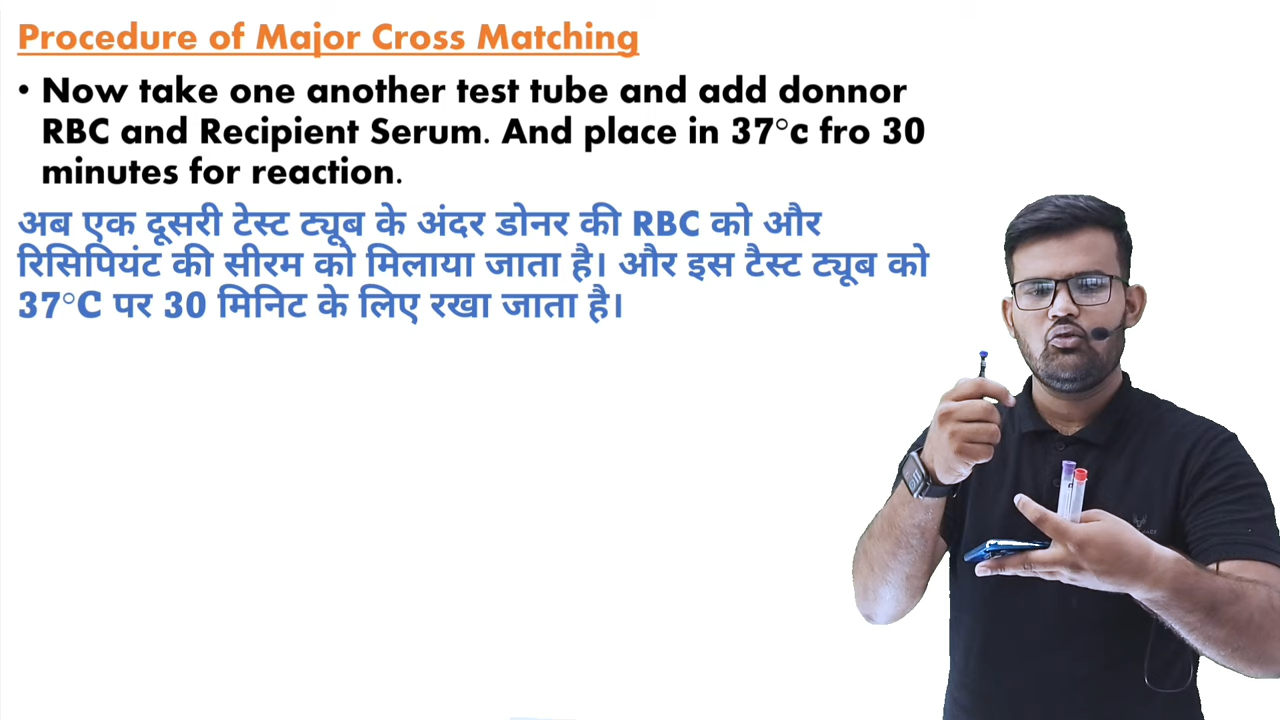 Procedure of Major Cross Matching
• Now take one another test tube and add donnor
RBC and Recipient Serum. And place in 37°c fro 30
minutes for reaction.
अब एक दूसरी टेस्ट ट्यूब के अंदर डोनर की RBC को और
रिसिपियंट की सीरम को मिलाया जाता है। और इस टैस्ट ट्यूब को
37°C पर 30 मिनिट के लिए रखा जाता है।